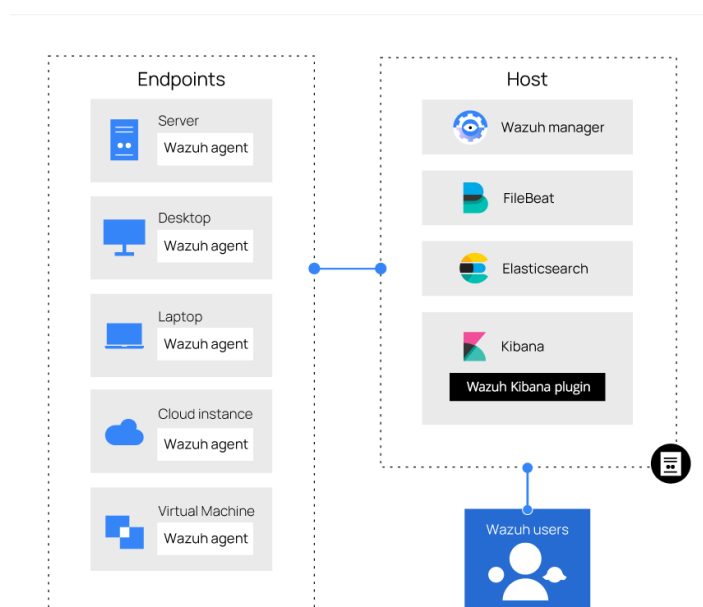 Endpoints
Server
Wazuh agent
Desktop
Wazuh agent
Laptop
Wazuh agent
Cloud instance
Wazuh agent
Virtual Machine
Wazuh agent
Host
Wazuh manager
FileBeat
Elasticsearch
Kibana
Wazuh Kibana plugin
Wazuh users